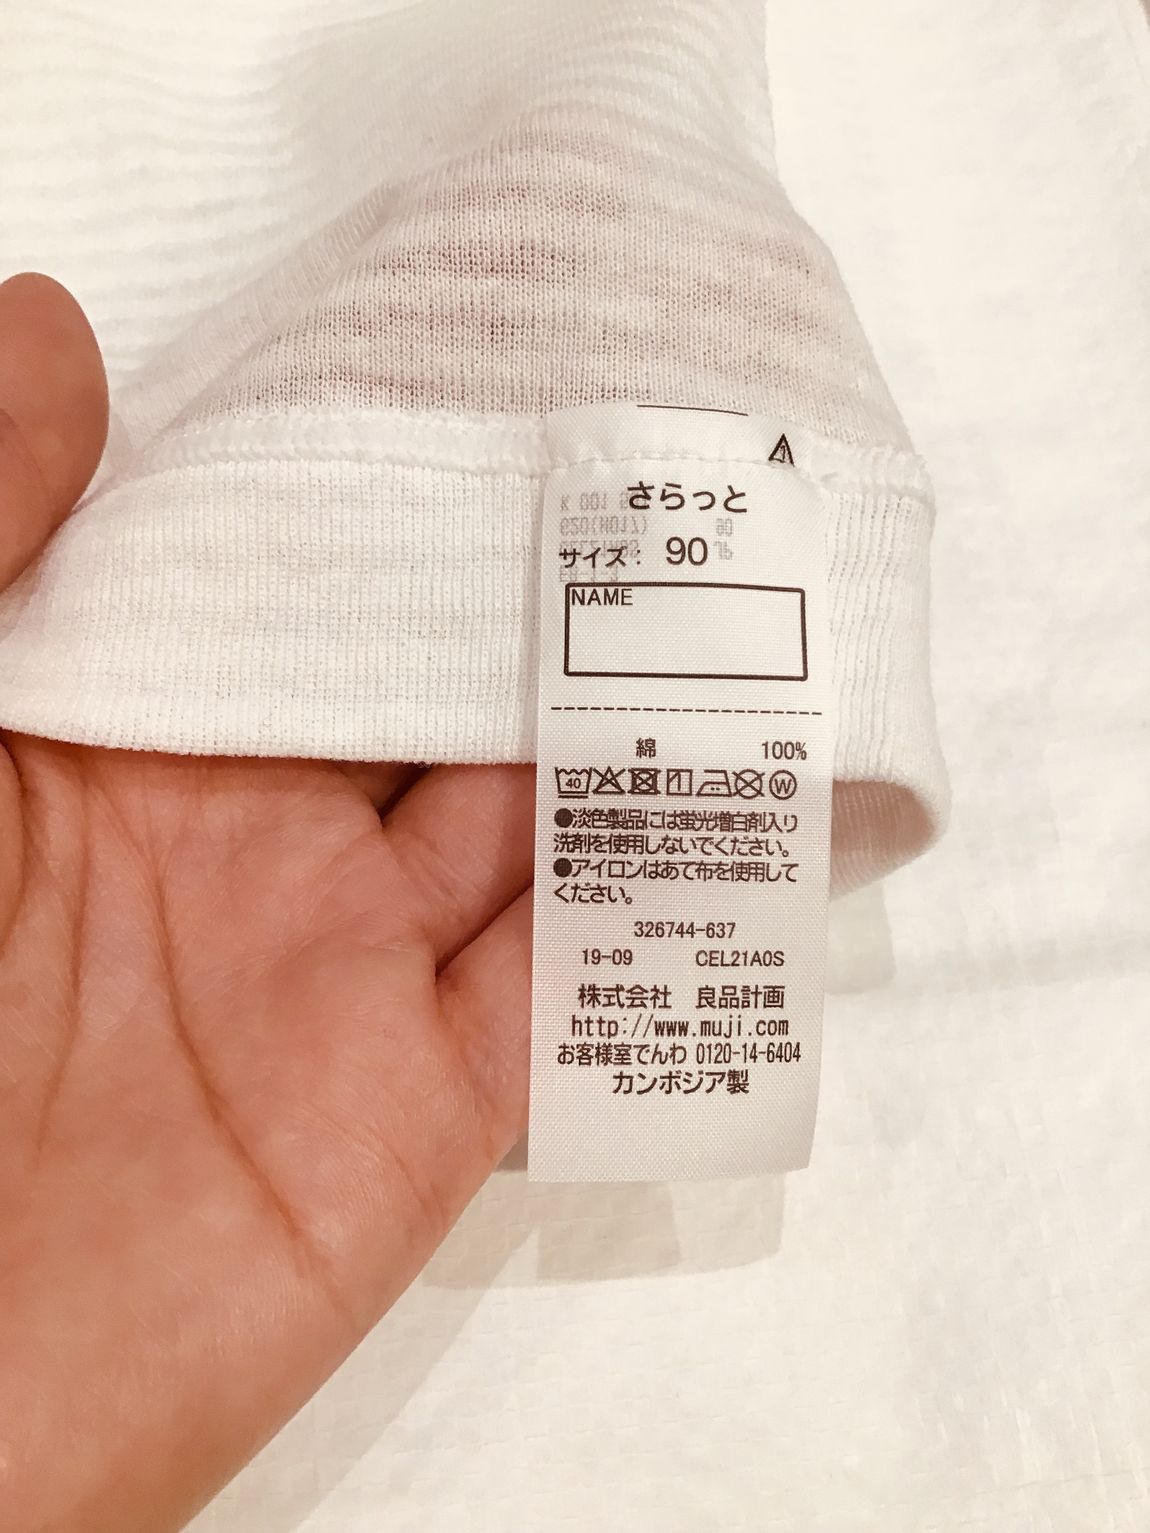 さらっと
サイズ: 90
NAME
綿 100%
40 W
●淡色製品には蛍光増白剤入り
洗剤を使用しないでください。
●アイロンはあて布を使用して
ください。
326744-637
19-09 CEL21A0S
株式会社 良品計画
http://www.muji.com
お客様室でんわ 0120-14-6404
カンボジア製